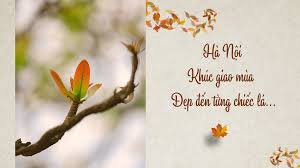 Hà Nội
Khúc giao mùa
Đẹp đến từng chiếc lá...